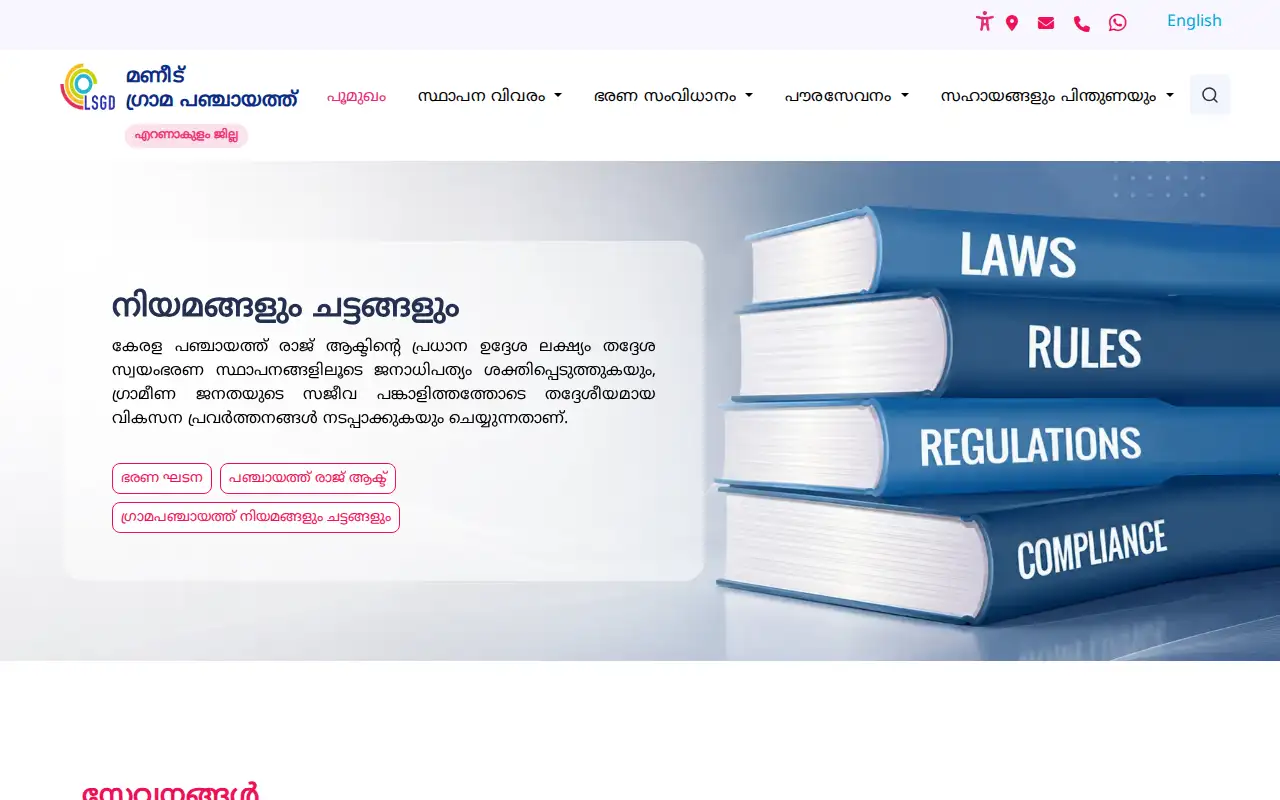 English
LSGD
മണീട്
ഗ്രാമ പഞ്ചായത്ത്
എറണാകുളം ജില്ല
പൂമുഖം
സ്ഥാപന വിവരം
ഭരണ സംവിധാനം
പൗരസേവനം
സഹായങ്ങളും പിന്തുണയും
നിയമങ്ങളും ചട്ടങ്ങളും
കേരള പഞ്ചായത്ത് രാജ് ആക്ടിന്റെ പ്രധാന ഉദ്ദേശ ലക്ഷ്യം തദ്ദേശ
സ്വയംഭരണ സ്ഥാപനങ്ങളിലൂടെ ജനാധിപത്യം ശക്തിപ്പെടുത്തുകയും,
ഗ്രാമീണ ജനതയുടെ സജീവ പങ്കാളിത്തത്തോടെ തദ്ദേശീയമായ
വികസന പ്രവർത്തനങ്ങൾ നടപ്പാക്കുകയും ചെയ്യുന്നതാണ്.
ഭരണ ഘടന
പഞ്ചായത്ത് രാജ് ആക്ട്
ഗ്രാമപഞ്ചായത്ത് നിയമങ്ങളും ചട്ടങ്ങളും
LAWS
RULES
REGULATIONS
COMPLIANCE
സേവനങ്ങൾ